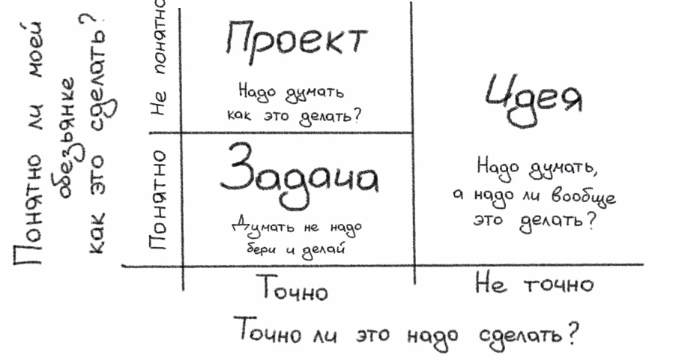 Понятно ли моей
обезьянке
как это сделать?
Не понятно
Понятно
Проект
Надо думать
как это делать?
Задача
Думать не надо
бери и делай
Идея
Надо думать,
а надо ли вообще
это делать?
Точно
Не точно
Точно ли это надо сделать?